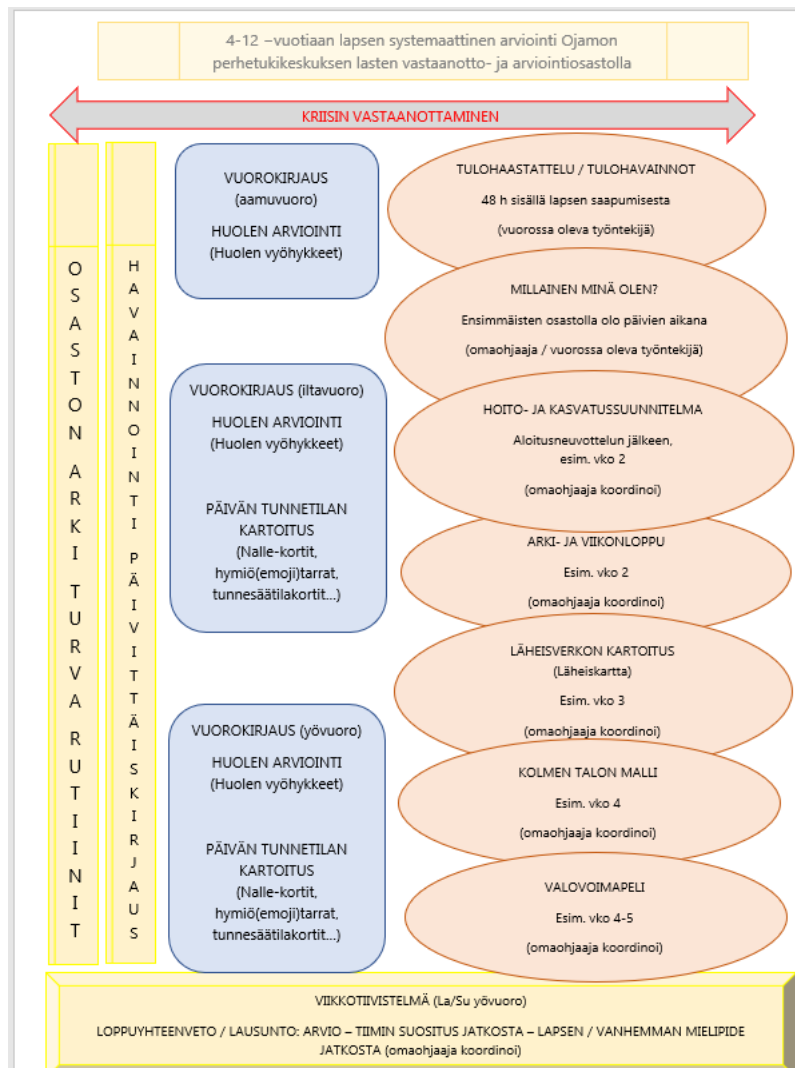 4-12 –vuotiaan lapsen systemaattinen arviointi Ojamon
perhetukikeskuksen lasten vastaanotto- ja arviointiosastolla
KRIISIN VASTAANOTTAMINEN
OSASTON ARKI TURVA RUTIINIT
HAVAINNOINTI PÄIVITTÄISKIRJAUS
VUOROKIRJAUS
(aamuvuoro)
HUOLEN ARVIOINTI
(Huolen vyöhykkeet)
VUOROKIRJAUS (iltavuoro)
HUOLEN ARVIOINTI
(Huolen vyöhykkeet)
PÄIVÄN TUNNETILAN
KARTOITUS
(Nalle-kortit,
hymiö(emoji)tarrat,
tunnesäätilakortit...)
VUOROKIRJAUS (yövuoro)
HUOLEN ARVIOINTI
(Huolen vyöhykkeet)
PÄIVÄN TUNNETILAN
KARTOITUS
(Nalle-kortit,
hymiö(emoji)tarrat,
tunnesäätilakortit...)
TULOHAASTATTELU / TULOHAVAINNOT
48 h sisällä lapsen saapumisesta
(vuorossa oleva työntekijä)
MILLAINEN MINÄ OLEN?
Ensimmäisten osastolla olo päivien aikana
(omaohjaaja / vuorossa oleva työntekijä)
HOITO- JA KASVATUSSUUNNITELMA
Aloitusneuvottelun jälkeen,
esim. vko 2
(omaohjaaja koordinoi)
ARKI- JA VIIKONLOPPU
Esim. vko 2
(omaohjaaja koordinoi)
LÄHEISVERKON KARTOITUS
(Läheiskartta)
Esim. vko 3
(omaohjaaja koordinoi)
KOLMEN TALON MALLI
Esim. vko 4
(omaohjaaja koordinoi)
VALOVOIMAPELI
Esim. vko 4-5
(omaohjaaja koordinoi)
VIIKKOTIIVISTELMÄ (La/Su yövuoro)
LOPPUYHTEENVETO / LAUSUNTO: ARVIO – TIIMIN SUOSITUS JATKOSTA – LAPSEN / VANHEMMAN MIELIPIDE
JATKOSTA (omaohjaaja koordinoi)